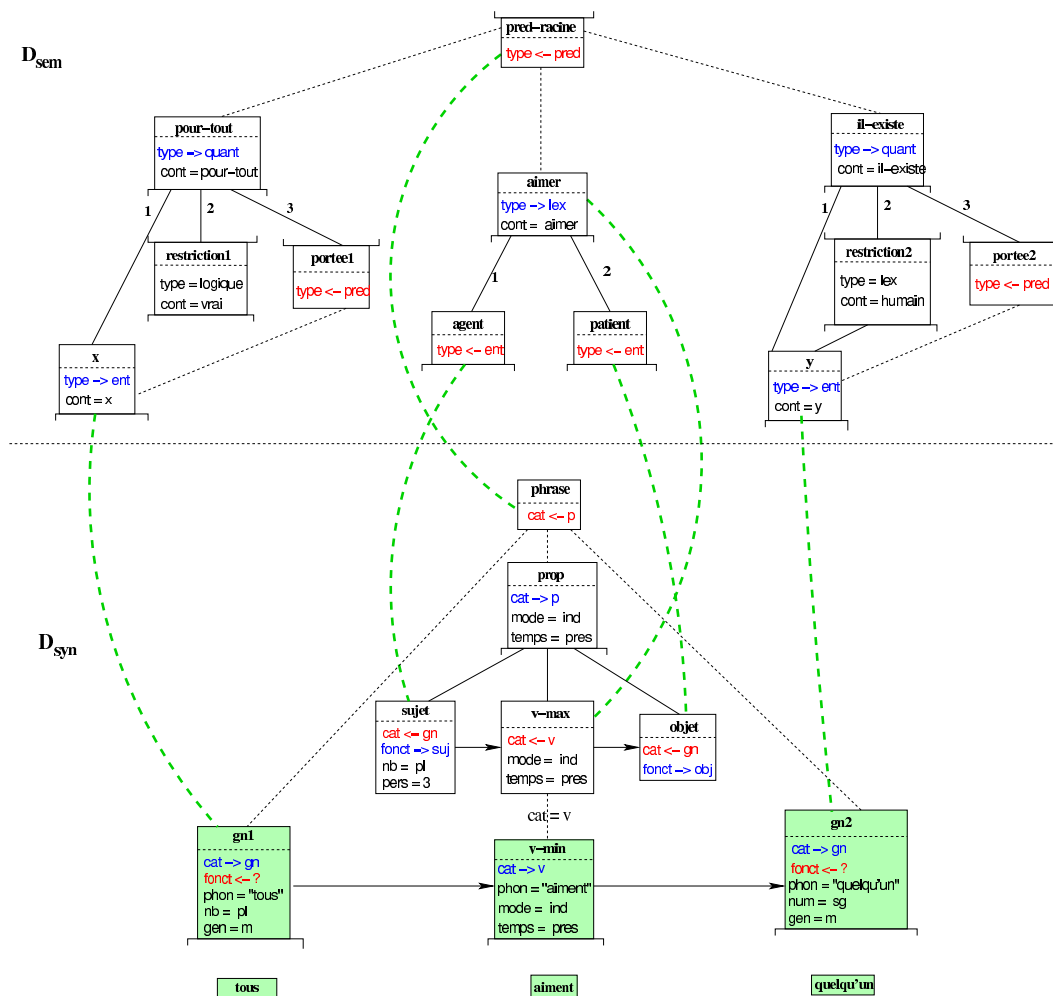 pred-racine
type <- pred
D_sem
pour-tout
type -> quant
cont = pour-tout
il-existe
type -> quant
cont = il-existe
aimer
type -> lex
cont = aimer
1
2
3
1
2
3
restriction1
type = logique
cont = vrai
portee1
type <- pred
restriction2
type = lex
cont = humain
portee2
type <- pred
1
2
agent
type <- ent
patient
type <- ent
x
type -> ent
cont = x
y
type -> ent
cont = y
phrase
cat <- p
prop
cat -> p
mode = ind
temps = pres
D_syn
sujet
cat <- gn
fonct -> suj
nb = pl
pers = 3
v-max
cat <- v
mode = ind
temps = pres
objet
cat <- gn
fonct -> obj
cat = v
gn1
cat -> gn
fonct <- ?
phon = "tous"
nb = pl
gen = m
v-min
cat -> v
phon = "aiment"
mode = ind
temps = pres
gn2
cat -> gn
fonct <- ?
phon = "quelqu'un"
num = sg
gen = m
tous
aiment
quelqu'un